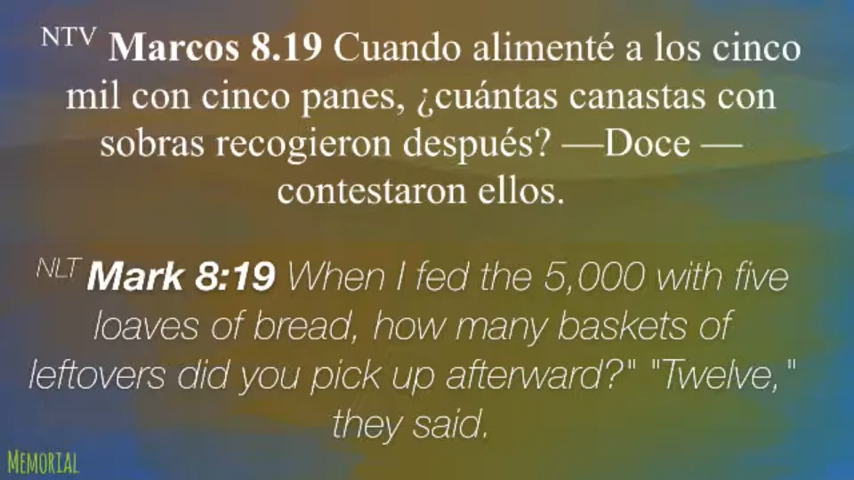 NTV Marcos 8.19 Cuando alimenté a los cinco
mil con cinco panes, ¿cuántas canastas con
sobras recogieron después? —Doce —
contestaron ellos.
NLT Mark 8:19 When I fed the 5,000 with five
loaves of bread, how many baskets of
leftovers did you pick up afterward?" "Twelve,"
they said.
MEMORIAL